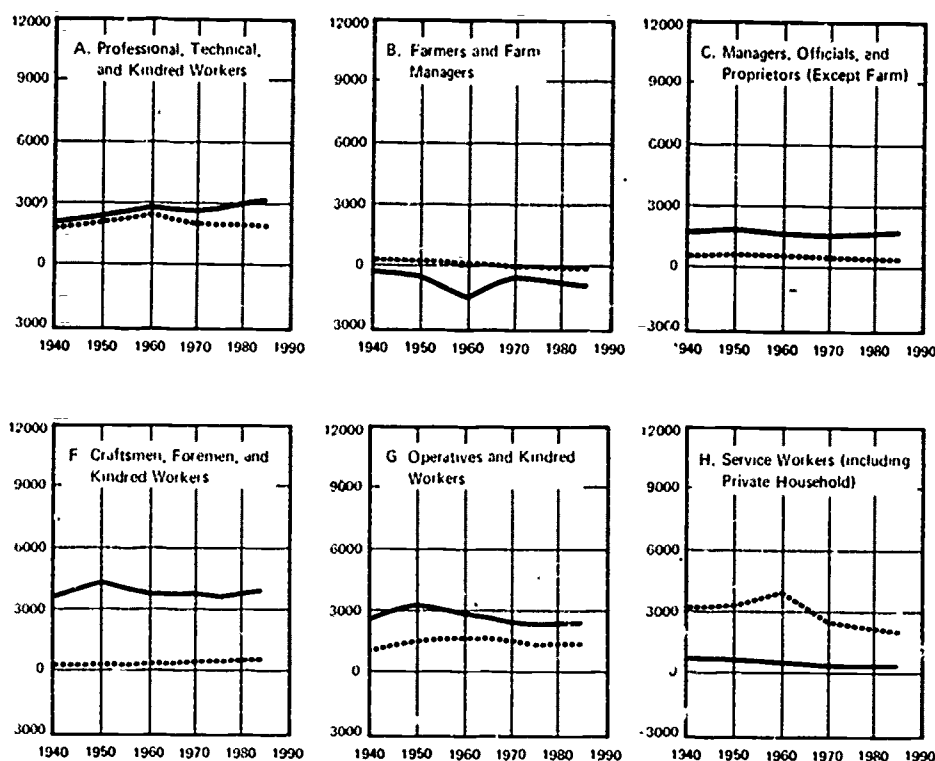 12000
9000
6000
3000
0
3000
1940 1950 1960 1970 1980 1990
A. Professional, Technical,
and Kindred Workers
12000
9000
6000
3000
0
3000
1940 1950 1960 1970 1980 1990
B. Farmers and Farm
Managers
12000
9000
6000
3000
0
-3000
1940 1950 1960 1970 1980 1990
C. Managers, Officials, and
Proprietors (Except Farm)
12000
9000
6000
3000
0
3000
1940 1950 1960 1970 1980 1990
F Craftsmen, Foremen, and
Kindred Workers
12000
9000
6000
3000
0
3000
1940 1950 1960 1970 1980 1990
G Operatives and Kindred
Workers
12000
9000
6000
3000
0
-3000
1940 1950 1960 1970 1980 1990
H. Service Workers (including
Private Household)